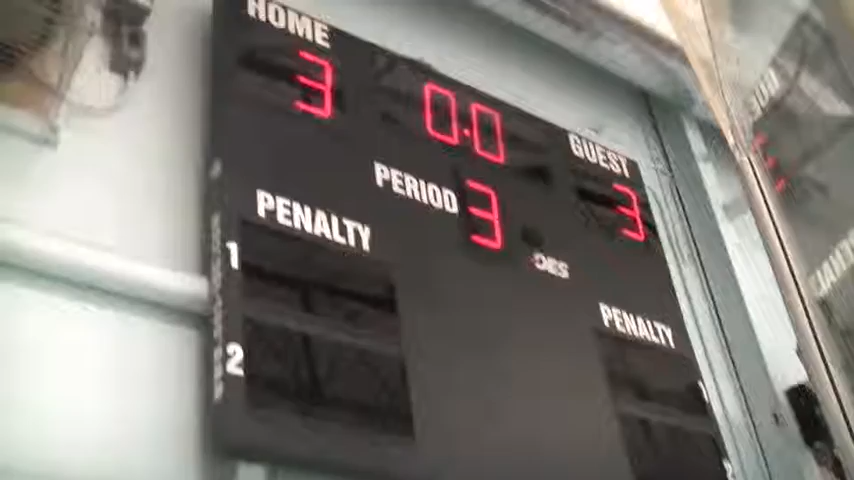 HOME
3
0.0
GUEST
3
PERIOD 3
PENALTY
1
2
PENALTY